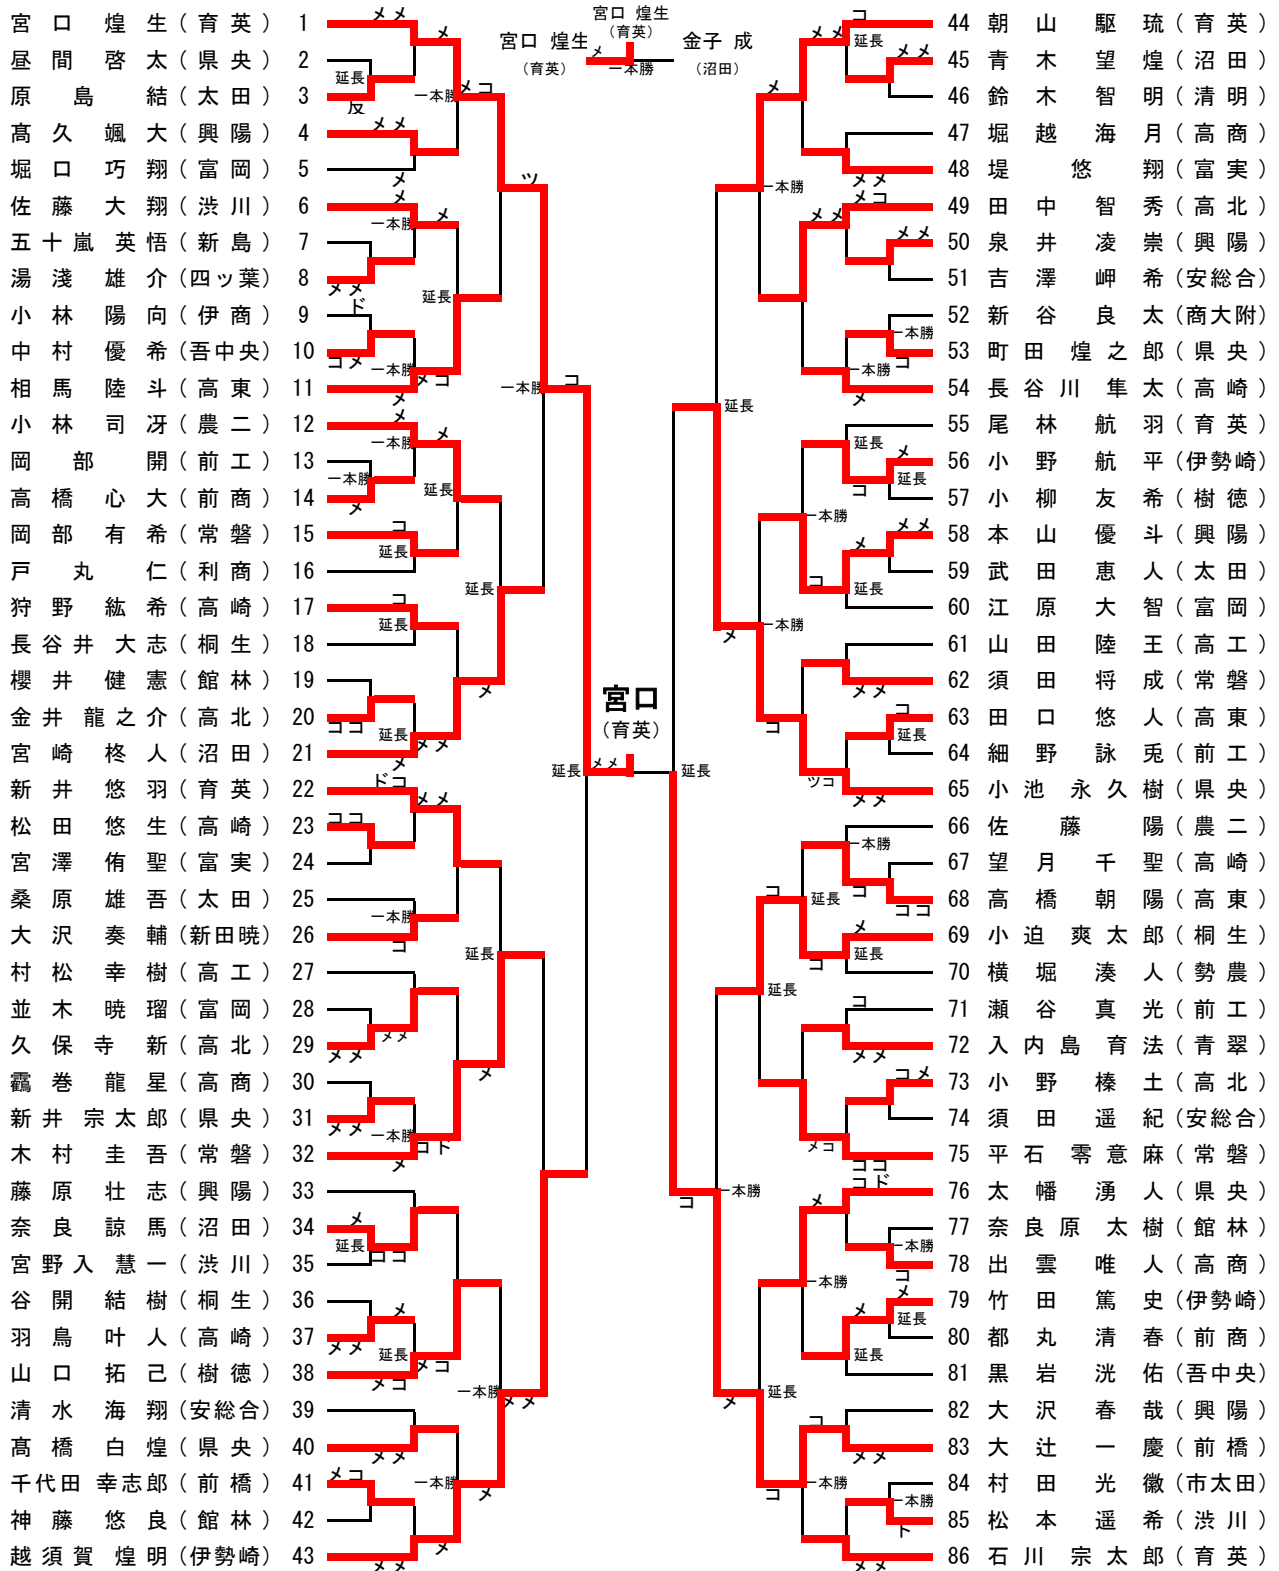 宮口 煌生 (育英) 1
昼間 啓太 (県央) 2
原島 結 (太田) 3
髙久 颯大 (興陽) 4
堀口 巧翔 (富岡) 5
佐藤 大翔 (渋川) 6
五十嵐 英悟 (新島) 7
湯淺 雄介 (四ッ葉) 8
小林 陽向 (伊商) 9
中村 優希 (吾中央) 10
相馬 陸斗 (高東) 11
小林 司冴 (農二) 12
岡部 開 (前工) 13
高橋 心大 (前商) 14
岡部 有希 (常磐) 15
戸丸 仁 (利商) 16
狩野 紘希 (高崎) 17
長谷井 大志 (桐生) 18
櫻井 健憲 (館林) 19
金井 龍之介 (高北) 20
宮崎 柊人 (沼田) 21
新井 悠羽 (育英) 22
松田 悠生 (高崎) 23
宮澤 侑聖 (富実) 24
桑原 雄吾 (太田) 25
大沢 奏輔 (新田暁) 26
村松 幸樹 (高工) 27
並木 暁瑠 (富岡) 28
久保寺 新 (高北) 29
靏巻 龍星 (高商) 30
新井 宗太郎 (県央) 31
木村 圭吾 (常磐) 32
藤原 壮志 (興陽) 33
奈良 諒馬 (沼田) 34
宮野入 慧一 (渋川) 35
谷開 結樹 (桐生) 36
羽鳥 叶人 (高崎) 37
山口 拓己 (樹徳) 38
清水 海翔 (安総合) 39
髙橋 白煌 (県央) 40
千代田 幸志郎 (前橋) 41
神藤 悠良 (館林) 42
越須賀 煌明 (伊勢崎) 43
宮口 煌生
(育英)
宮口 煌生 メ 金子 成
(育英) 一本勝 (沼田)
宮口
(育英)
延長 メメ 延長
44 朝山 駆琉 (育英)
45 青木 望煌 (沼田)
46 鈴木 智明 (清明)
47 堀越 海月 (高商)
48 堤 悠翔 (富実)
49 田中 智秀 (高北)
50 泉井 凌崇 (興陽)
51 吉澤 岬希 (安総合)
52 新谷 良太 (商大附)
53 町田 煌之郎 (県央)
54 長谷川 隼太 (高崎)
55 尾林 航羽 (育英)
56 小野 航平 (伊勢崎)
57 小柳 友希 (樹徳)
58 本山 優斗 (興陽)
59 武田 恵人 (太田)
60 江原 大智 (富岡)
61 山田 陸王 (高工)
62 須田 将成 (常磐)
63 田口 悠人 (高東)
64 細野 詠兎 (前工)
65 小池 永久樹 (県央)
66 佐藤 陽 (農二)
67 望月 千聖 (高崎)
68 高橋 朝陽 (高東)
69 小迫 爽太郎 (桐生)
70 横堀 湊人 (勢農)
71 瀬谷 真光 (前工)
72 入内島 育法 (青翠)
73 小野 榛土 (高北)
74 須田 遥紀 (安総合)
75 平石 零意麻 (常磐)
76 太幡 湧人 (県央)
77 奈良原 太樹 (館林)
78 出雲 唯人 (高商)
79 竹田 篤史 (伊勢崎)
80 都丸 清春 (前商)
81 黒岩 洸佑 (吾中央)
82 大沢 春哉 (興陽)
83 大辻 一慶 (前橋)
84 村田 光徽 (市太田)
85 松本 遥希 (渋川)
86 石川 宗太郎 (育英)